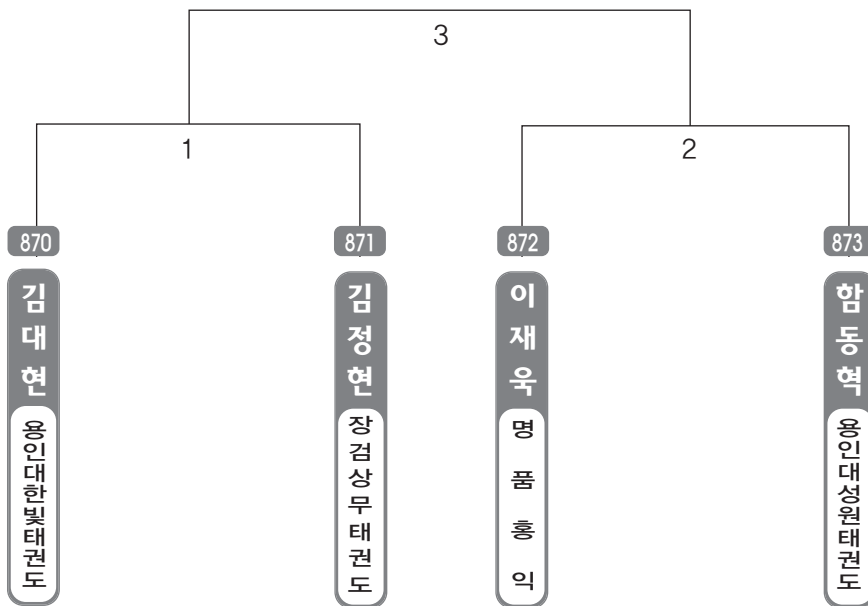 3
1
2
870
871
872
873
김대현
김정현
이재욱
함동혁
용인대한빛태권도
장검상무태권도
명품홍익
용인대성원태권도